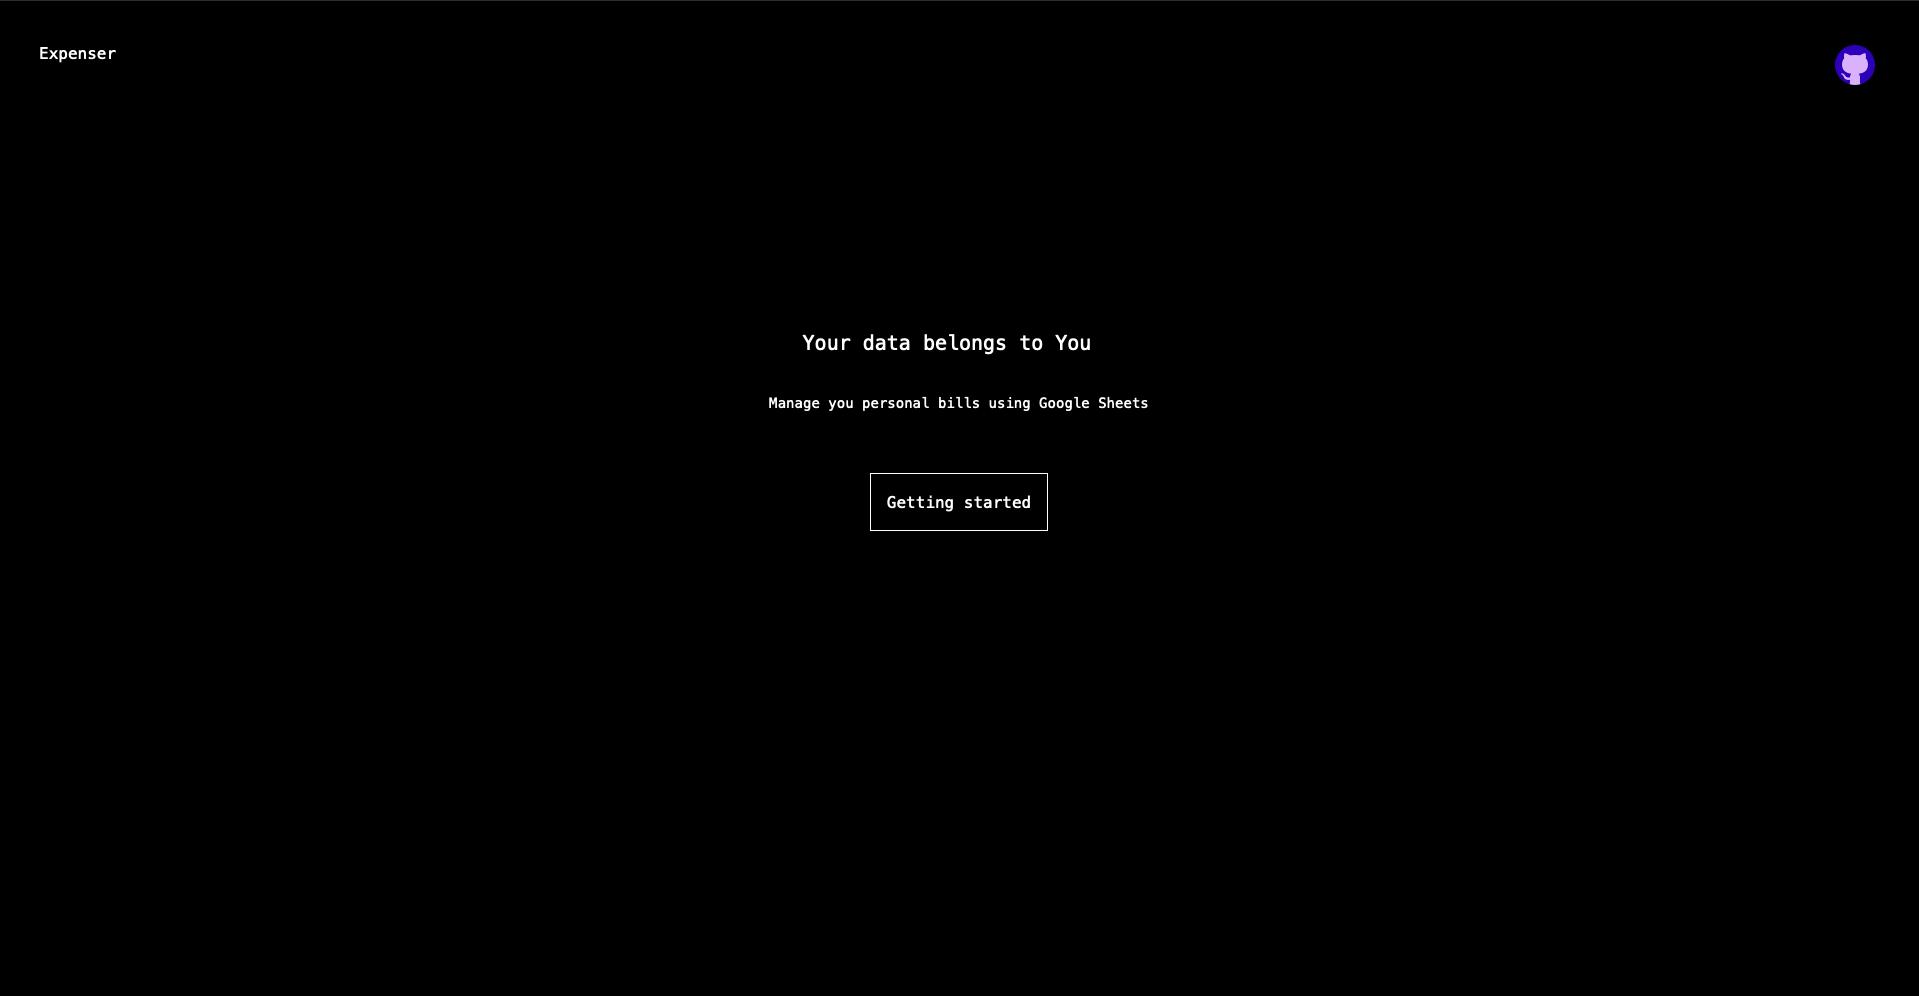 Expenser
Your data belongs to You
Manage you personal bills using Google Sheets
Getting started